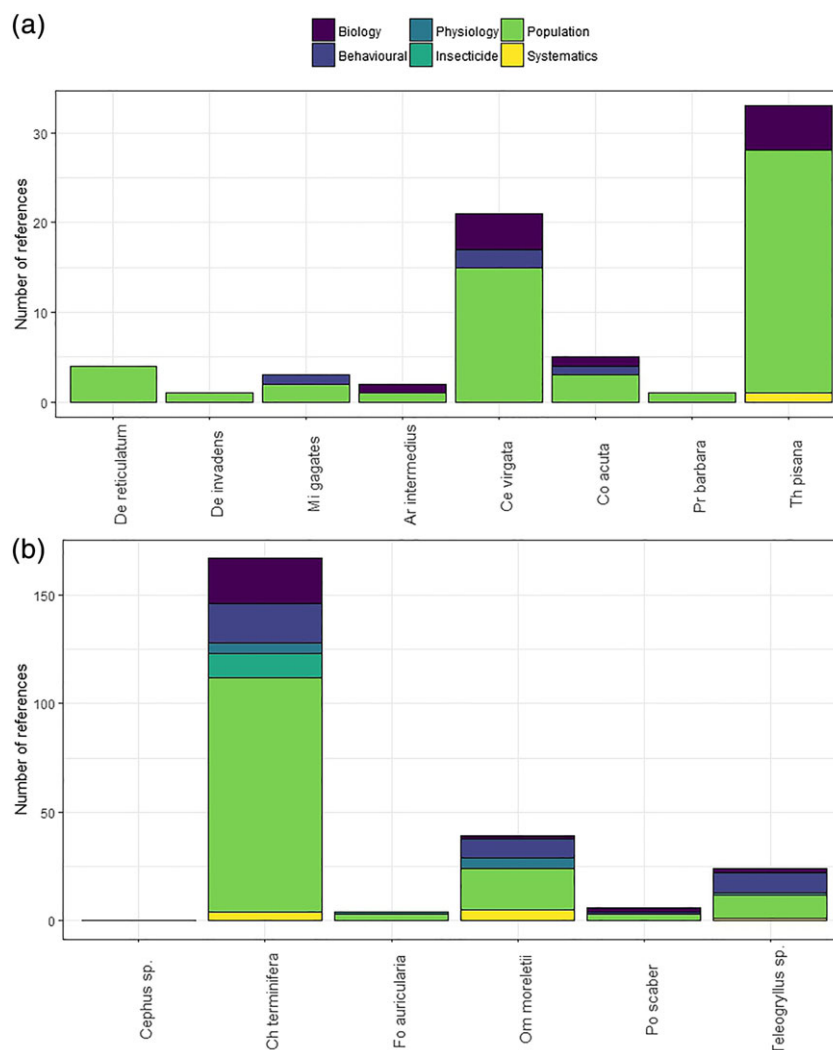 (a)
Biology Physiology Population
Behavioural Insecticide Systematics
Number of references
30
20
10
0
De reticulatum
De invadens
Mi gagates
Ar intermedius
Ce virgata
Co acuta
Pr barbara
Th pisana
(b)
Number of references
150
100
50
0
Cephus sp.
Ch terminifera
Fo auricularia
Om moreletii
Po scaber
Teleogryllus sp.